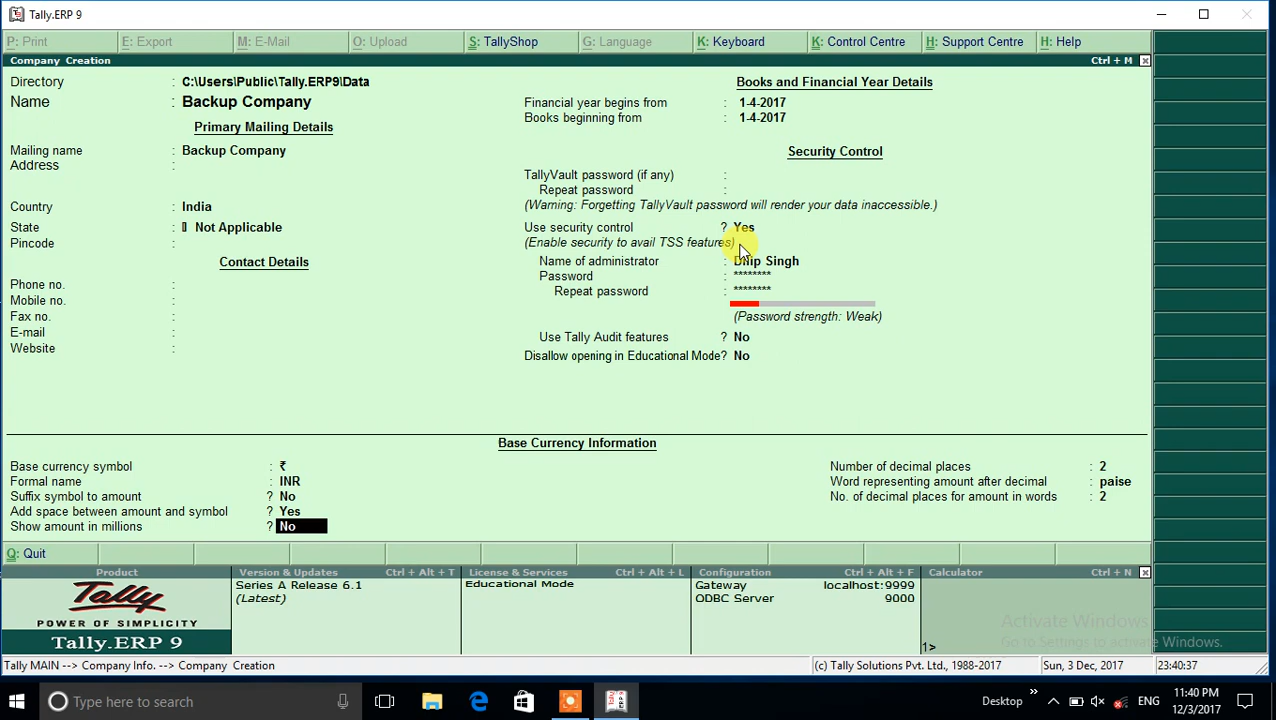 Tally.ERP 9
P: Print E: Export M: E-Mail O: Upload S: TallyShop G: Language K: Keyboard K: Control Centre H: Support Centre H: Help
Company Creation Ctrl + M
Directory : C:\Users\Public\Tally.ERP9\Data
Name : Backup Company
Primary Mailing Details
Mailing name : Backup Company
Address :
Country : India
State : Not Applicable
Pincode :
Contact Details
Phone no. :
Mobile no. :
Fax no. :
E-mail :
Website :
Books and Financial Year Details
Financial year begins from : 1-4-2017
Books beginning from : 1-4-2017
Security Control
TallyVault password (if any) :
Repeat password :
(Warning: Forgetting TallyVault password will render your data inaccessible.)
Use security control ? Yes
(Enable security to avail TSS features)
Name of administrator : Dilip Singh
Password : ********
Repeat password : ********
(Password strength: Weak)
Use Tally Audit features ? No
Disallow opening in Educational Mode? No
Base Currency Information
Base currency symbol : ₹
Formal name : INR
Suffix symbol to amount ? No
Add space between amount and symbol ? Yes
Show amount in millions ? No
Number of decimal places : 2
Word representing amount after decimal : paise
No. of decimal places for amount in words : 2
Q: Quit
Product
Tally
POWER OF SIMPLICITY
Tally.ERP 9
Version & Updates Ctrl + Alt + T
Series A Release 6.1
(Latest)
License & Services Ctrl + Alt + L
Educational Mode
Configuration Ctrl + Alt + F
Gateway localhost:9999
ODBC Server 9000
Calculator Ctrl + N
1>
Activate Windows
Go to Settings to activate Windows.
Tally MAIN --> Company Info. --> Company Creation (c) Tally Solutions Pvt. Ltd., 1988-2017 Sun, 3 Dec, 2017 23:40:37
Type here to search Desktop » ENG 11:40 PM
12/3/2017